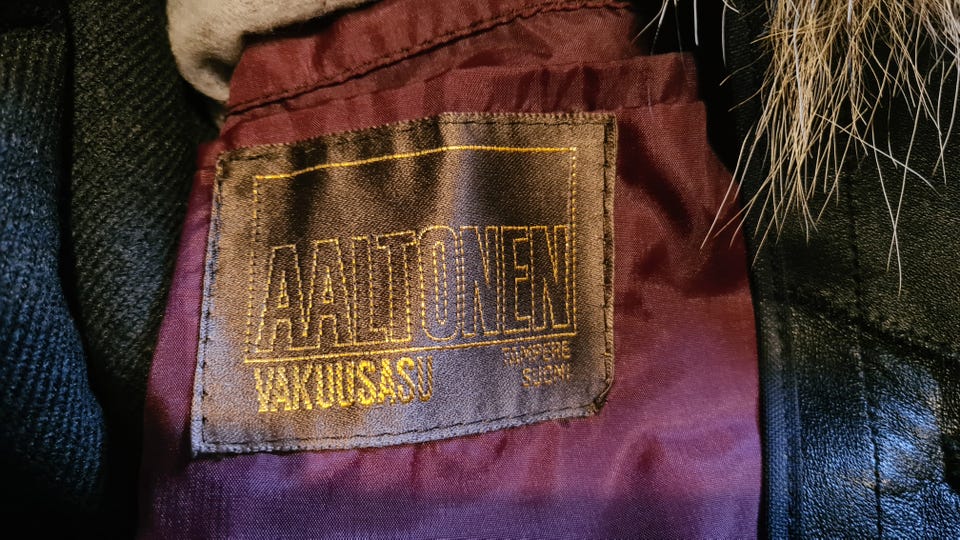 AALTONEN
VAKUUSASU
TAMPERE
SUOMI